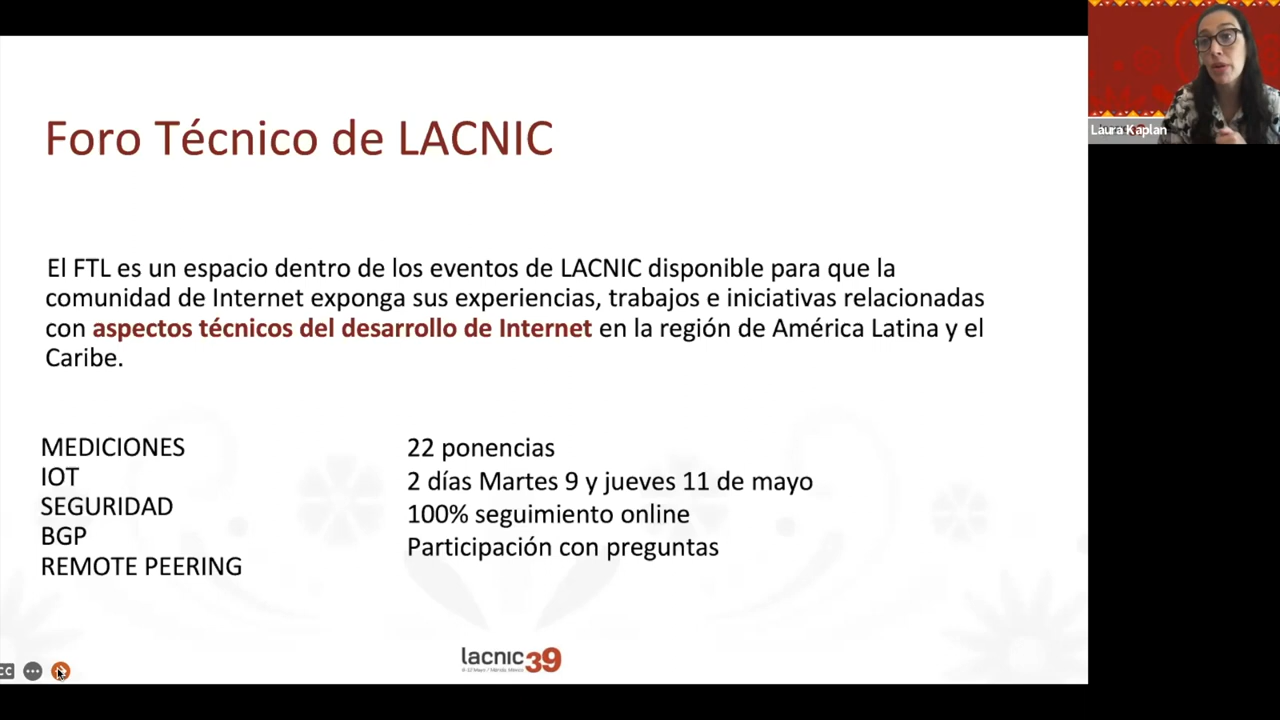 Foro Técnico de LACNIC
El FTL es un espacio dentro de los eventos de LACNIC disponible para que la
comunidad de Internet exponga sus experiencias, trabajos e iniciativas relacionadas
con aspectos técnicos del desarrollo de Internet en la región de América Latina y el
Caribe.
MEDICIONES
IOT
SEGURIDAD
BGP
REMOTE PEERING
22 ponencias
2 días Martes 9 y jueves 11 de mayo
100% seguimiento online
Participación con preguntas
lacnic39
CC
Laura Kaplan